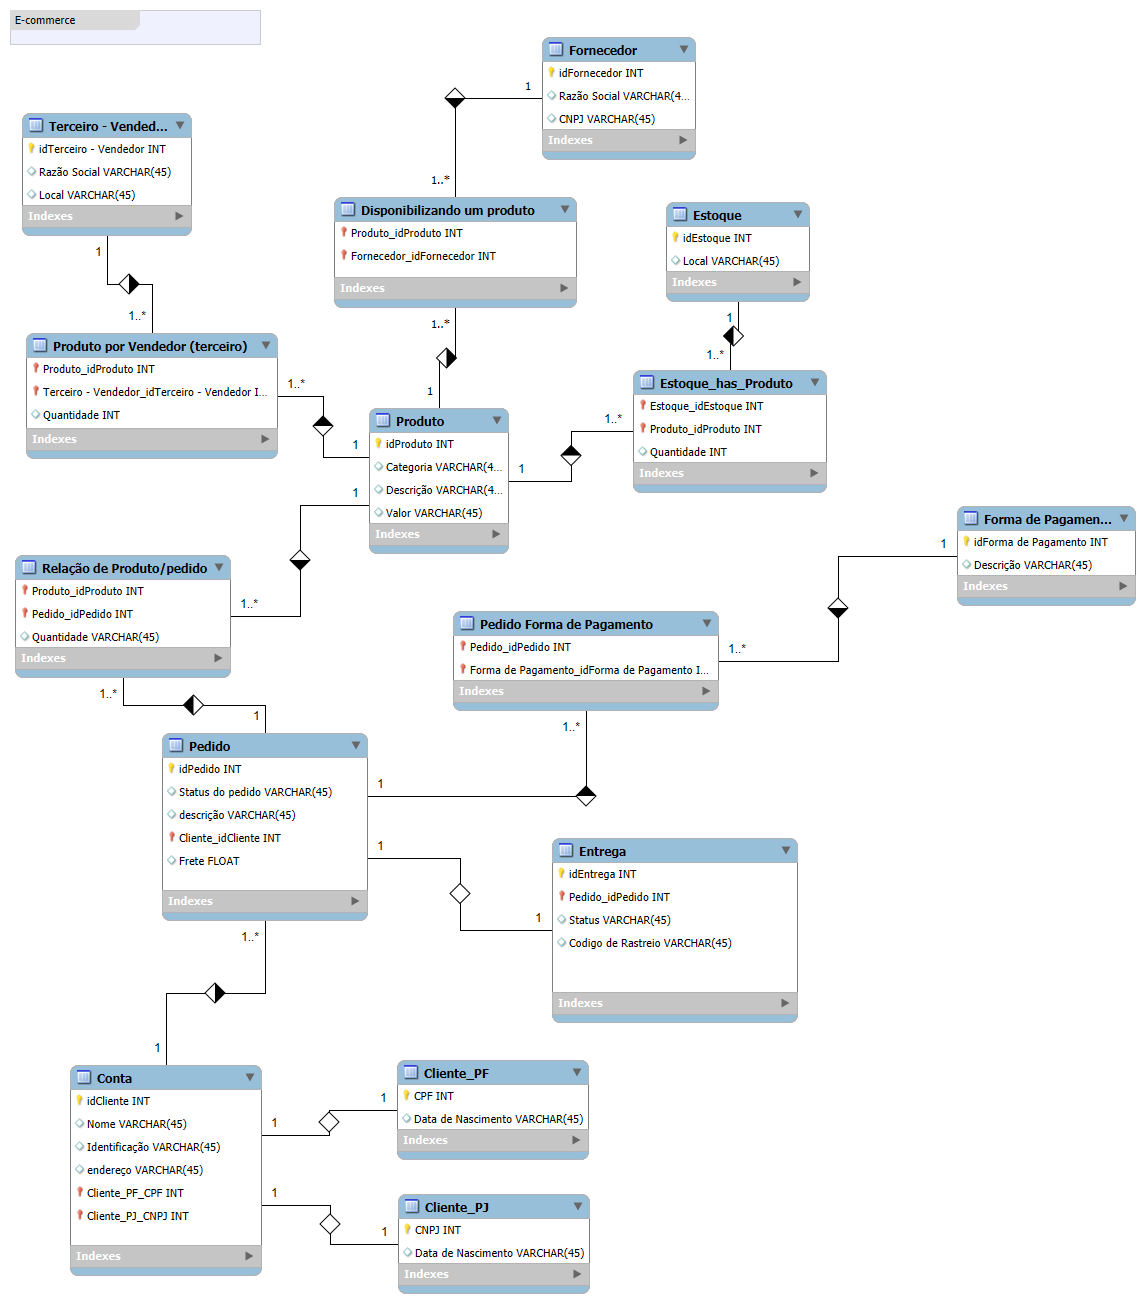 E-commerce
Fornecedor
idFornecedor INT
Razão Social VARCHAR(4...
CNPJ VARCHAR(45)
Indexes
1
1..*
Terceiro - Vended...
idTerceiro - Vendedor INT
Razão Social VARCHAR(45)
Local VARCHAR(45)
Indexes
1
1..*
Disponibilizando um produto
Produto_idProduto INT
Fornecedor_idFornecedor INT
Indexes
1..*
1
Estoque
idEstoque INT
Local VARCHAR(45)
Indexes
1
1..*
Produto por Vendedor (terceiro)
Produto_idProduto INT
Terceiro - Vendedor_idTerceiro - Vendedor I...
Quantidade INT
Indexes
1..*
1
Estoque_has_Produto
Estoque_idEstoque INT
Produto_idProduto INT
Quantidade INT
Indexes
1..*
1
Produto
idProduto INT
Categoria VARCHAR(4...
Descrição VARCHAR(4...
Valor VARCHAR(45)
Indexes
1
1..*
Forma de Pagamen...
idForma de Pagamento INT
Descrição VARCHAR(45)
Indexes
1
1..*
Relação de Produto/pedido
Produto_idProduto INT
Pedido_idPedido INT
Quantidade VARCHAR(45)
Indexes
1..*
1
Pedido Forma de Pagamento
Pedido_idPedido INT
Forma de Pagamento_idForma de Pagamento I...
Indexes
1..*
1
Pedido
idPedido INT
Status do pedido VARCHAR(45)
descrição VARCHAR(45)
Cliente_idCliente INT
Frete FLOAT
Indexes
1
1
1..*
1
Entrega
idEntrega INT
Pedido_idPedido INT
Status VARCHAR(45)
Codigo de Rastreio VARCHAR(45)
Indexes
Conta
idCliente INT
Nome VARCHAR(45)
Identificação VARCHAR(45)
endereço VARCHAR(45)
Cliente_PF_CPF INT
Cliente_PJ_CNPJ INT
Indexes
1
1
1
1
Cliente_PF
CPF INT
Data de Nascimento VARCHAR(45)
Indexes
Cliente_PJ
CNPJ INT
Data de Nascimento VARCHAR(45)
Indexes